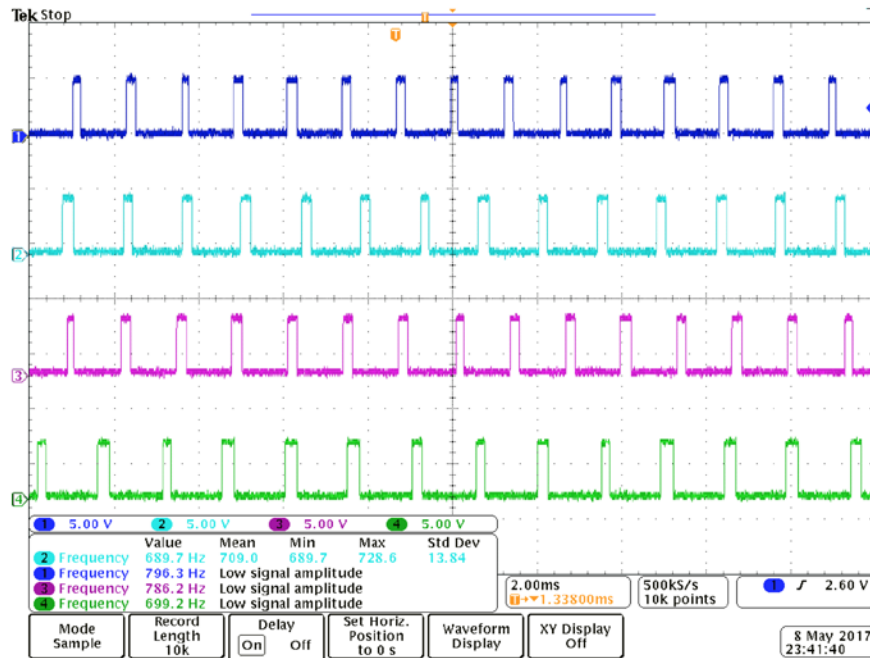 Tek Stop
T
T
1
2
3
4
1 5.00 V 2 5.00 V 3 5.00 V 4 5.00 V
Value Mean Min Max Std Dev
2 Frequency 689.7 Hz 709.0 689.7 728.6 13.84
1 Frequency 796.3 Hz Low signal amplitude
3 Frequency 786.2 Hz Low signal amplitude
4 Frequency 699.2 Hz Low signal amplitude
2.00ms
T→▼1.33800ms
500kS/s
10k points
1 ∫ 2.60 V
Mode
Sample
Record
Length
10k
Delay
On Off
Set Horiz.
Position
to 0 s
Waveform
Display
XY Display
Off
8 May 2017
23:41:40